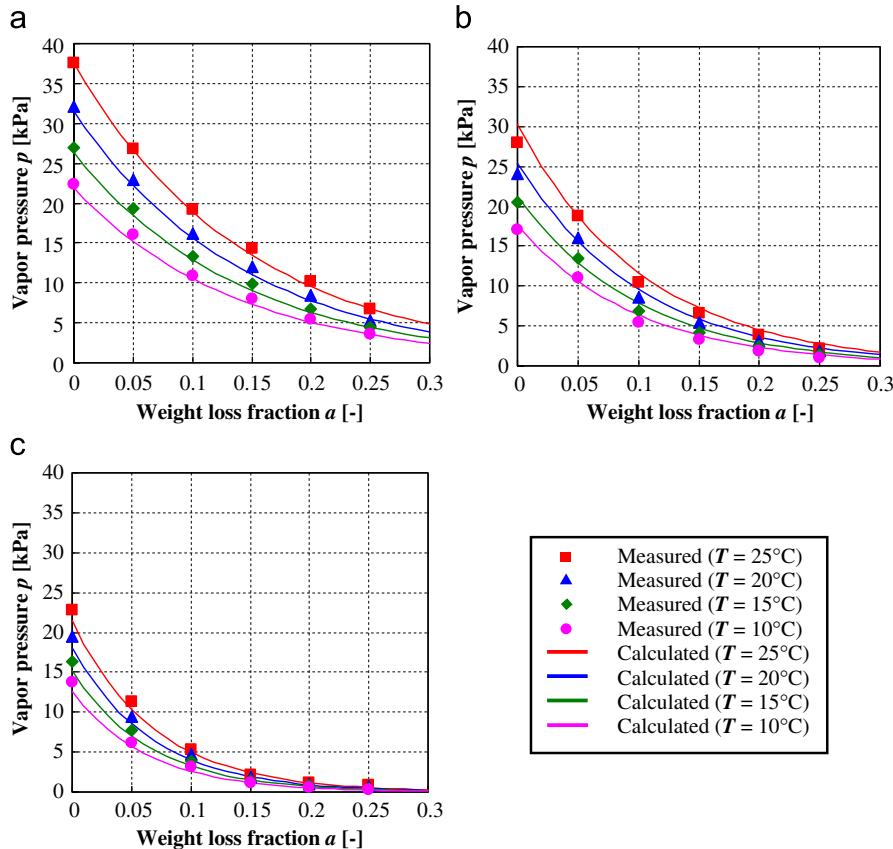 a
40
35
30
25
20
15
10
5
0
Vapor pressure p [kPa]
0 0.05 0.1 0.15 0.2 0.25 0.3
Weight loss fraction a [-]
b
40
35
30
25
20
15
10
5
0
Vapor pressure p [kPa]
0 0.05 0.1 0.15 0.2 0.25 0.3
Weight loss fraction a [-]
c
40
35
30
25
20
15
10
5
0
Vapor pressure p [kPa]
0 0.05 0.1 0.15 0.2 0.25 0.3
Weight loss fraction a [-]
Measured (T = 25°C)
Measured (T = 20°C)
Measured (T = 15°C)
Measured (T = 10°C)
Calculated (T = 25°C)
Calculated (T = 20°C)
Calculated (T = 15°C)
Calculated (T = 10°C)